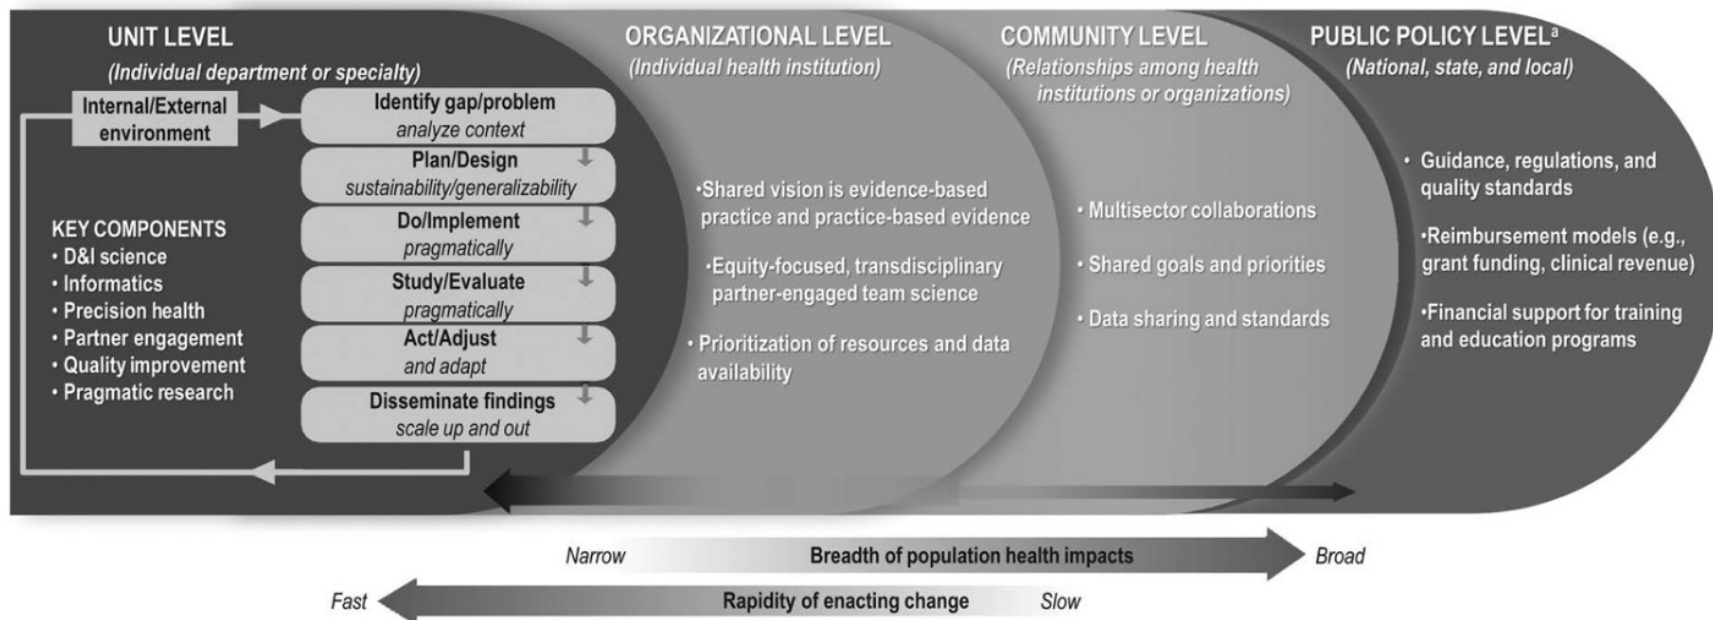 UNIT LEVEL
(Individual department or specialty)
Internal/External
environment
Identify gap/problem
analyze context
Plan/Design
sustainability/generalizability
Do/Implement
pragmatically
Study/Evaluate
pragmatically
Act/Adjust
and adapt
Disseminate findings
scale up and out
KEY COMPONENTS
• D&I science
• Informatics
• Precision health
• Partner engagement
• Quality improvement
• Pragmatic research
ORGANIZATIONAL LEVEL
(Individual health institution)
•Shared vision is evidence-based
practice and practice-based evidence
•Equity-focused, transdisciplinary
partner-engaged team science
• Prioritization of resources and data
availability
COMMUNITY LEVEL
(Relationships among health
institutions or organizations)
• Multisector collaborations
• Shared goals and priorities
• Data sharing and standards
PUBLIC POLICY LEVELª
(National, state, and local)
• Guidance, regulations, and
quality standards
•Reimbursement models (e.g.,
grant funding, clinical revenue)
•Financial support for training
and education programs
Narrow Breadth of population health impacts Broad
Fast Rapidity of enacting change Slow